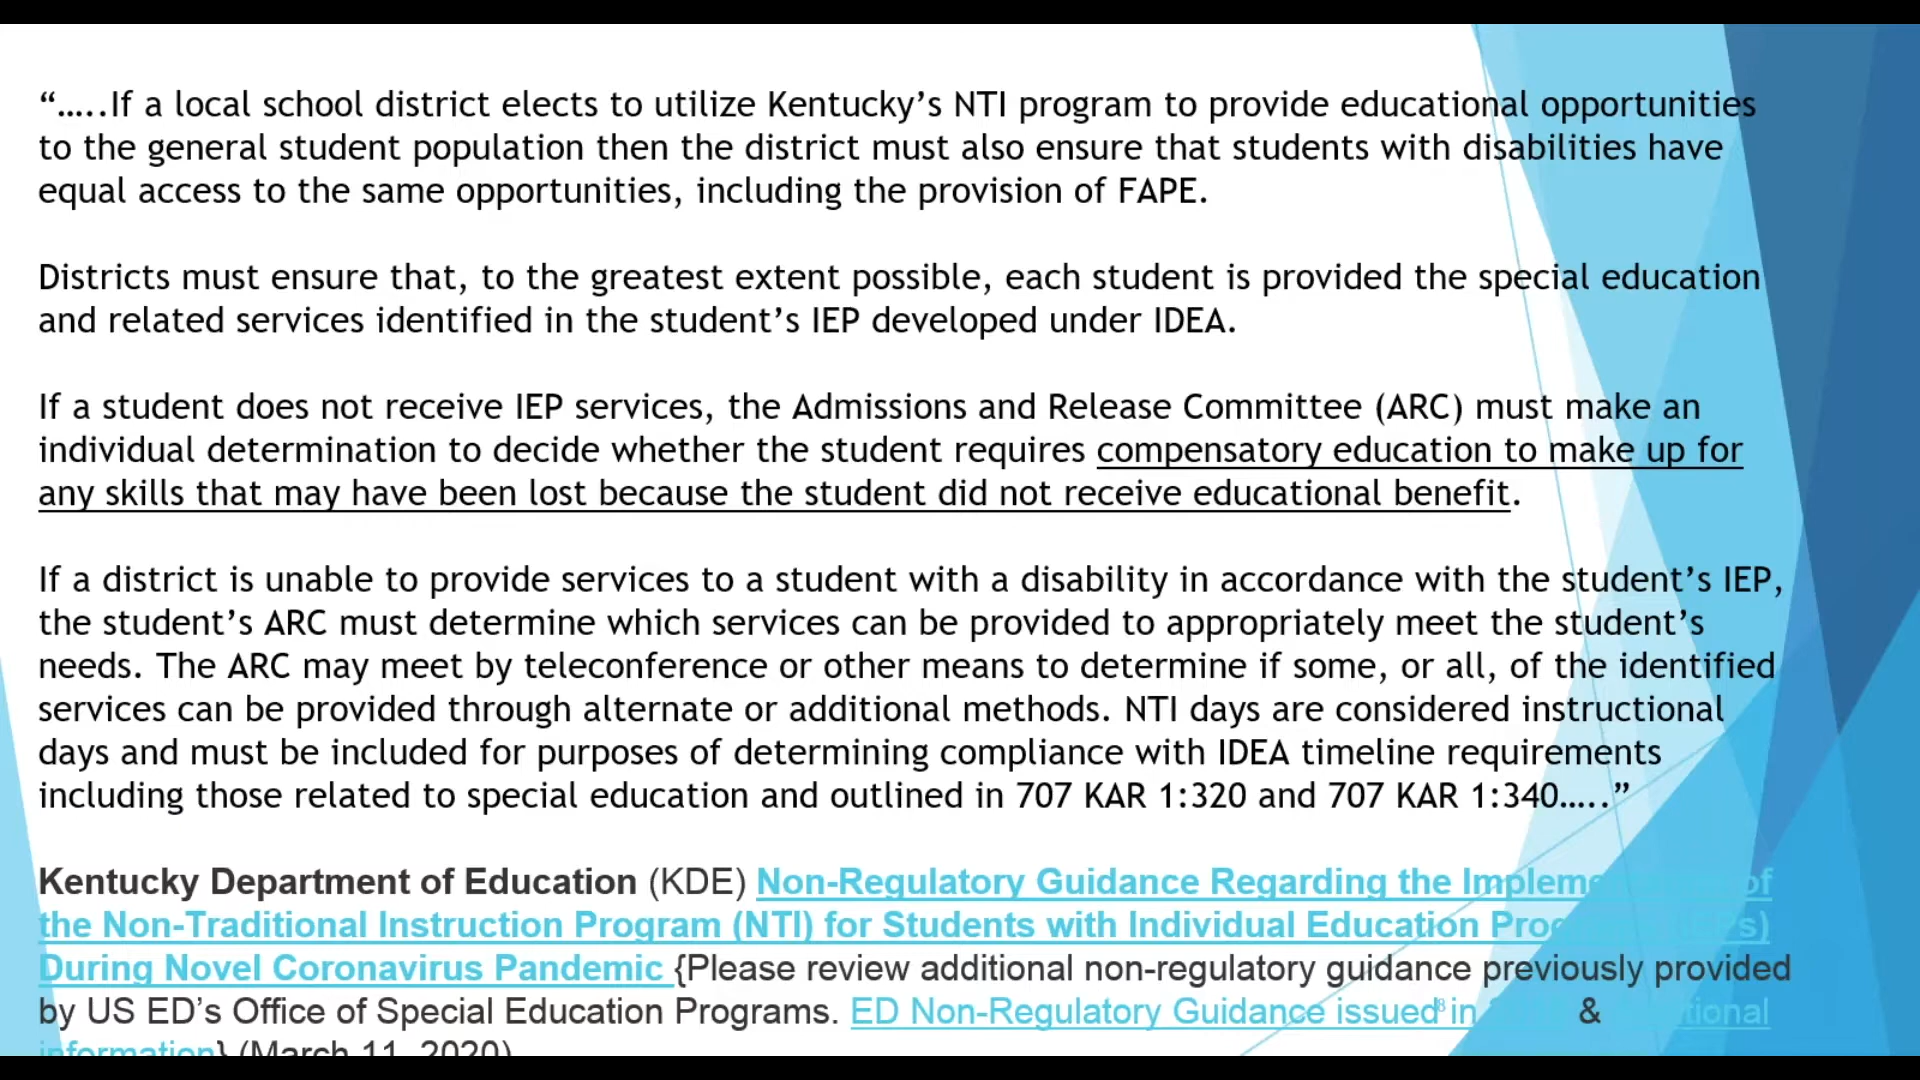 “…..If a local school district elects to utilize Kentucky’s NTI program to provide educational opportunities
to the general student population then the district must also ensure that students with disabilities have
equal access to the same opportunities, including the provision of FAPE.
Districts must ensure that, to the greatest extent possible, each student is provided the special education
and related services identified in the student’s IEP developed under IDEA.
If a student does not receive IEP services, the Admissions and Release Committee (ARC) must make an
individual determination to decide whether the student requires compensatory education to make up for
any skills that may have been lost because the student did not receive educational benefit.
If a district is unable to provide services to a student with a disability in accordance with the student’s IEP,
the student’s ARC must determine which services can be provided to appropriately meet the student’s
needs. The ARC may meet by teleconference or other means to determine if some, or all, of the identified
services can be provided through alternate or additional methods. NTI days are considered instructional
days and must be included for purposes of determining compliance with IDEA timeline requirements
including those related to special education and outlined in 707 KAR 1:320 and 707 KAR 1:340…..”
Kentucky Department of Education (KDE) Non-Regulatory Guidance Regarding the of
the Non-Traditional Instruction Program (NTI) for Students with Individual Education
During Novel Coronavirus Pandemic {Please review additional non-regulatory guidance previously provided
by US ED’s Office of Special Education Programs. ED Non-Regulatory Guidance issued in &
information} (March 11, 2020)
8